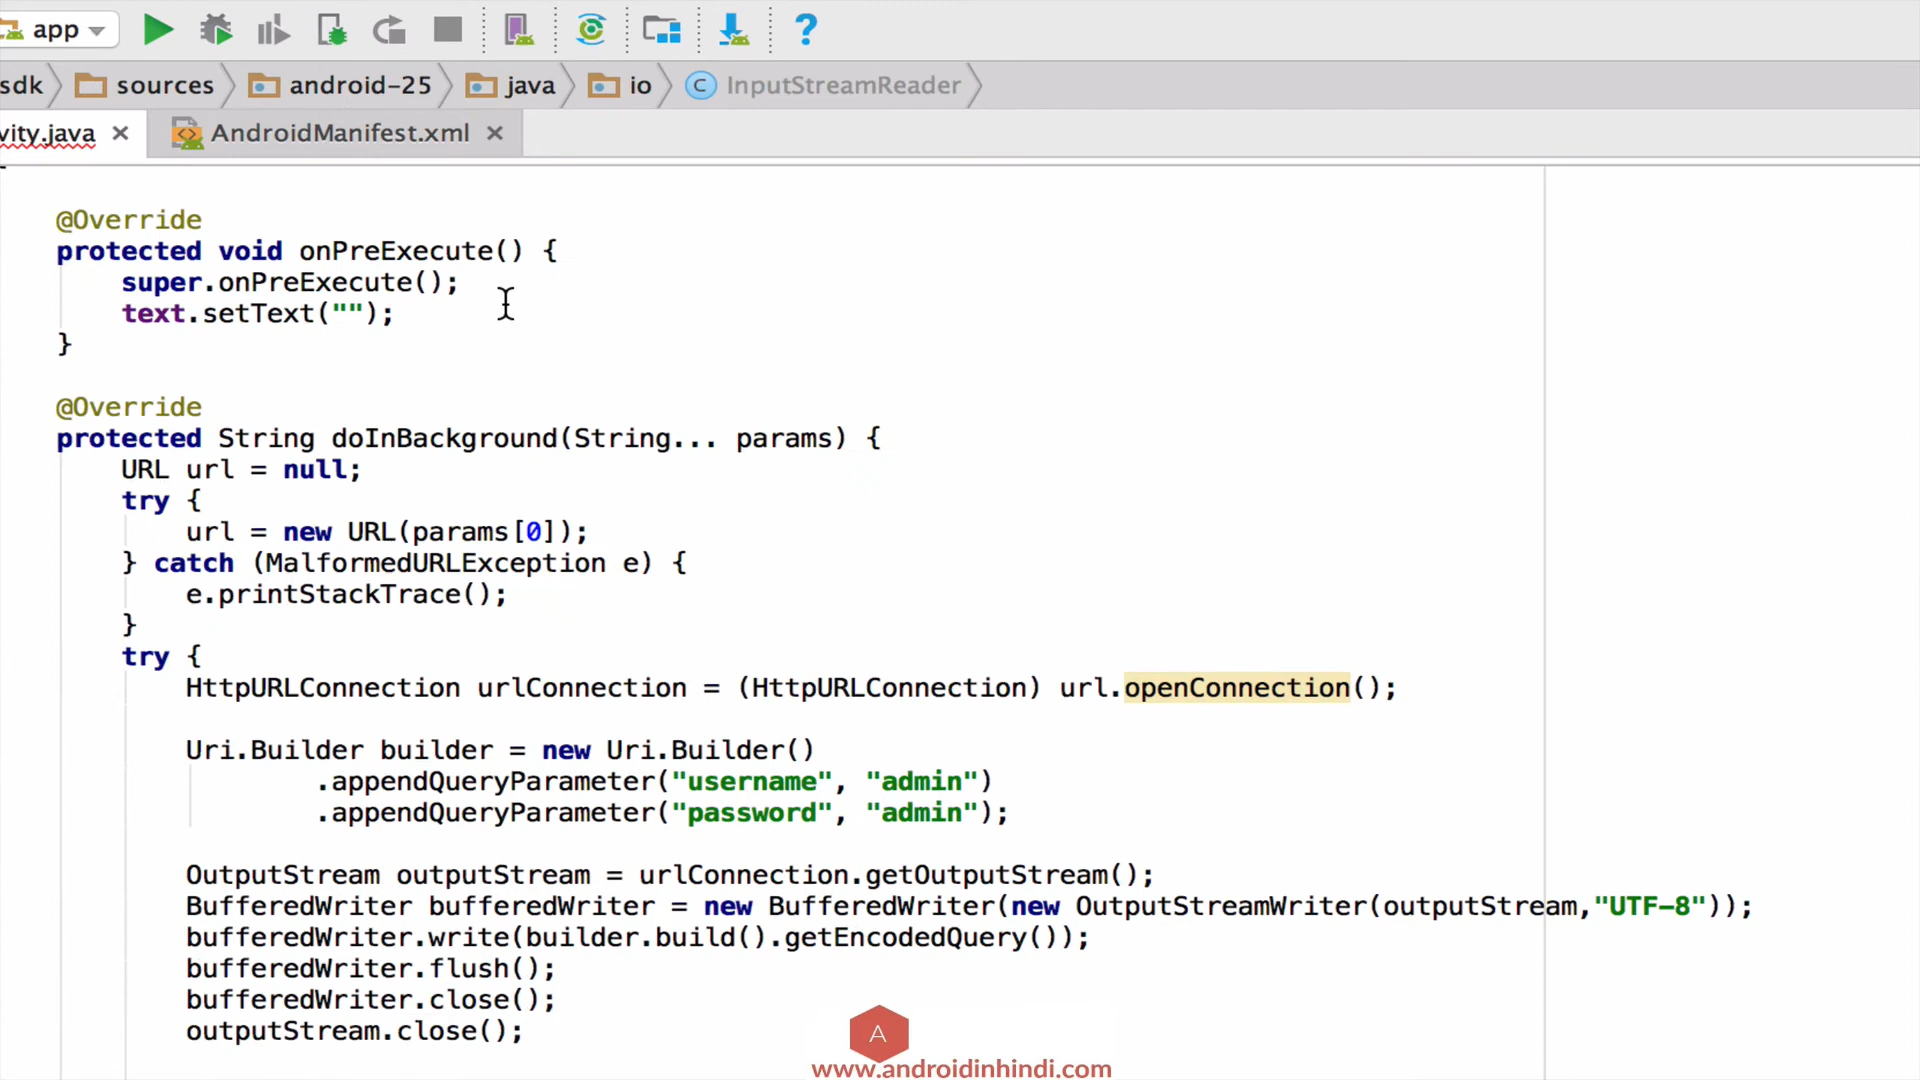 app
sdk sources android-25 java io C InputStreamReader
vity.java AndroidManifest.xml
@Override
protected void onPreExecute() {
super.onPreExecute();
text.setText("");
}
@Override
protected String doInBackground(String... params) {
URL url = null;
try {
url = new URL(params[0]);
} catch (MalformedURLException e) {
e.printStackTrace();
}
try {
HttpURLConnection urlConnection = (HttpURLConnection) url.openConnection();
Uri.Builder builder = new Uri.Builder()
.appendQueryParameter("username", "admin")
.appendQueryParameter("password", "admin");
OutputStream outputStream = urlConnection.getOutputStream();
BufferedWriter bufferedWriter = new BufferedWriter(new OutputStreamWriter(outputStream,"UTF-8"));
bufferedWriter.write(builder.build().getEncodedQuery());
bufferedWriter.flush();
bufferedWriter.close();
outputStream.close();
A
www.androidinhindi.com